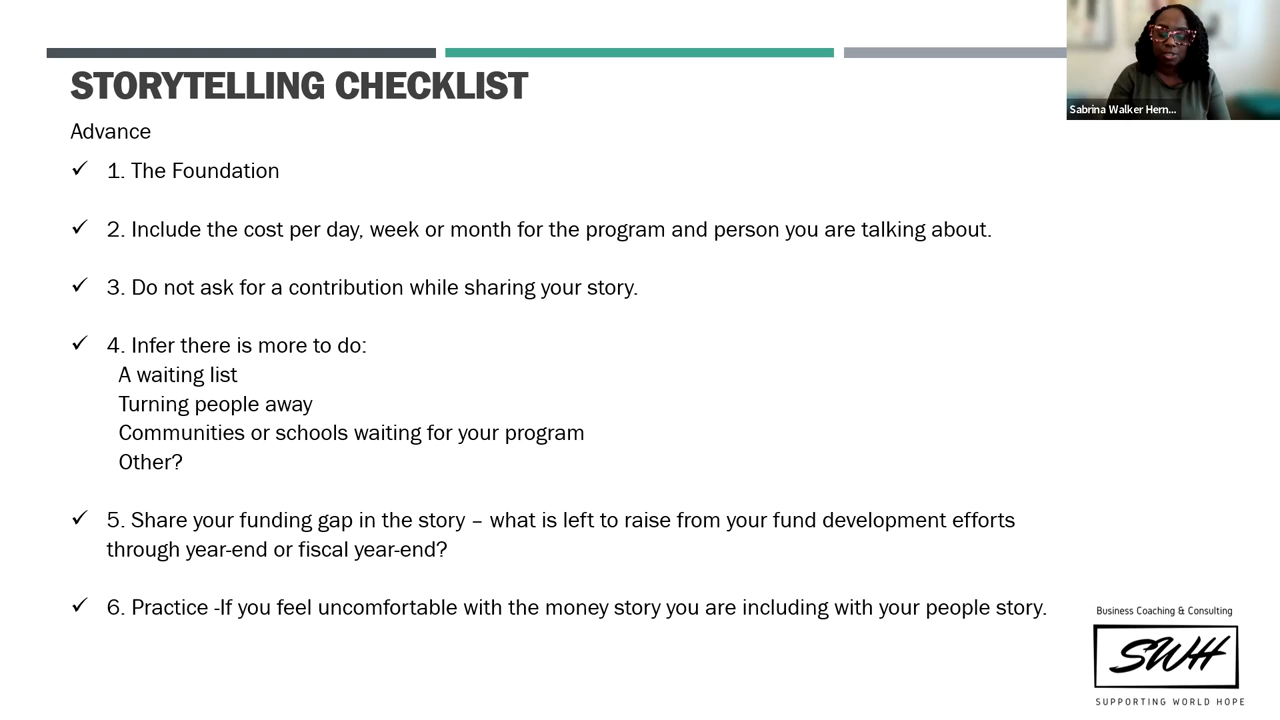 STORYTELLING CHECKLIST
Sabrina Walker Hern...
Advance
✓ 1. The Foundation
✓ 2. Include the cost per day, week or month for the program and person you are talking about.
✓ 3. Do not ask for a contribution while sharing your story.
✓ 4. Infer there is more to do:
A waiting list
Turning people away
Communities or schools waiting for your program
Other?
✓ 5. Share your funding gap in the story – what is left to raise from your fund development efforts
through year-end or fiscal year-end?
✓ 6. Practice -If you feel uncomfortable with the money story you are including with your people story.
Business Coaching & Consulting
SWH
SUPPORTING WORLD HOPE